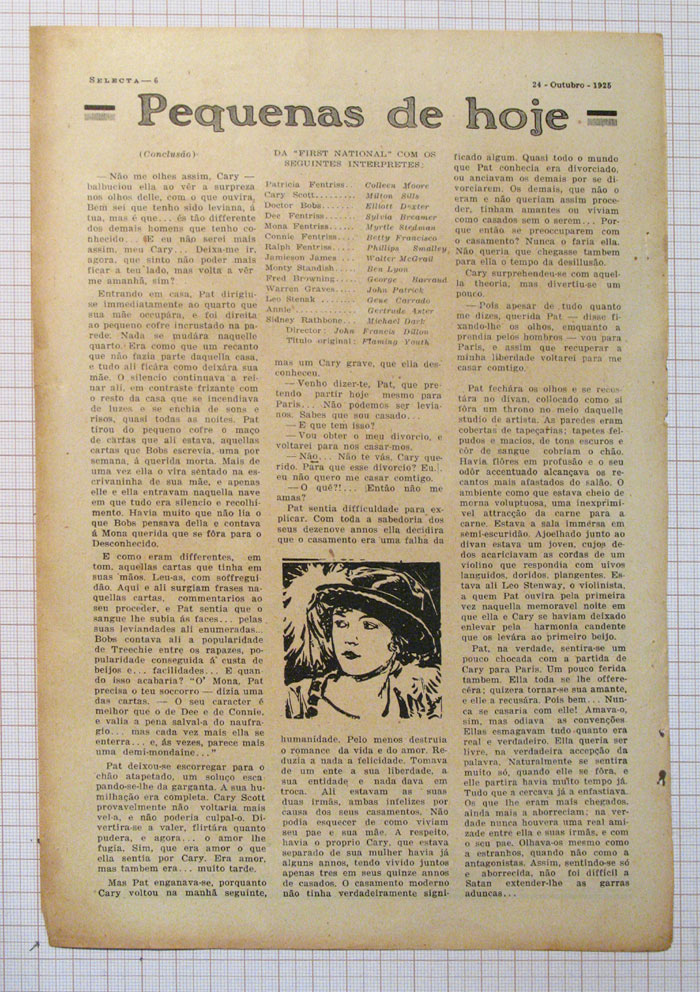 SELECTA—6
24 - Outubro - 1925
Pequenas de hoje
(Conclusão)
— Não me olhes assim, Cary —
balbuciou ella ao vêr a surpreza
nos olhos delle, com o que ouvira,
Bem sei que tenho sido leviana, á
tua, mas é que... és tão differente
dos demais homens que tenho co-
nhecido... E eu não serei mais
assim, meu Cary... Deixa-me ir,
agora, que sinto não poder mais
ficar a teu lado, mas volta a vêr
me amanhã, sim?
Entrando em casa, Pat dirigiu-
se immediatamente ao quarto que
sua mãe occupára, e foi direita
ao pequeno cofre incrustado na pa-
rede. Nada se mudára naquelle
quarto. Era como que um recanto
que não fazia parte daquella casa,
e tudo ali ficára como deixára sua
mãe. O silencio continuava a rei-
nar ali, em contraste frizante com
o resto da casa que se incendiava
de luzes e se enchia de sons e
risos, quasi todas as noites. Pat
tirou do pequeno cofre o maço
de cartas que ali estava, aquellas
cartas que Bobs escrevia, uma por
semana, á querida morta. Mais de
uma vez ella o vira sentado na es-
crivaninha de sua mãe, e apenas
elle e ella entravam naquella nave
em que tudo era silencio e recolhi-
mento. Havia muito que não lia o
que Bobs pensava della e contava
á Mona querida que se fôra para o
Desconhecido.
E como eram differentes, em
tom, aquellas cartas que tinha em
suas mãos. Leu-as, com soffregui-
dão. Aqui e ali surgiam frases na-
quellas cartas, commentarios ao
seu proceder, e Pat sentia que o
sangue lhe subia ás faces... pelas
suas leviandades ali enumeradas...
Bobs contava ali a popularidade
de Treechie entre os rapazes, po-
pularidade conseguida á custa de
beijos e... facilidades... E quan-
do isso acabaria? "O' Mona, Pat
precisa o teu soccorro — dizia uma
das cartas. — O seu caracter é
melhor que o de Dee e de Connie,
e valia a pena salval-a do naufra-
gio... mas cada vez mais ella se
enterra... e, ás vezes, parece mais
uma demi-mondaine..."
Pat deixou-se escorregar para o
chão atapetado, um soluço esca-
pando-se-lhe da garganta. A sua hu-
milhação era completa. Cary Scott
provavelmente não voltaria mais
vel-a, e não poderia culpal-o. Di-
vertira-se a valer, flirtára quanto
pudera, e agora... o amor lhe
fugia. Sim, que era amor o que
ella sentia por Cary. Era amor,
mas tambem era... muito tarde.
Mas Pat enganava-se, porquanto
Cary voltou na manhã seguinte,
DA "FIRST NATIONAL" COM OS
SEGUINTES INTERPRETES:
Patricia Fentriss. Colleen Moore
Cary Scott......... Milton Sills
Doctor Bobs....... Elliott Dexter
Dee Fentriss...... Sylvia Breamer
Mona Fentriss..... Myrtle Stedman
Connie Fentriss.... Betty Francisco
Ralph Fentriss.... Phillips Smalley
Jamieson James... Walter McGrail
Monty Standish.... Ben Lyon
Fred Browning..... George Barraud
Warren Graves.... John Patrick
Leo Stensk ....... Gene Corrado
Annie............. Gertrude Aster
Sidney Rathbone... Michael Dark
Director: John Francis Dillon
Titulo original: Flaming Youth
mas um Cary grave, que ella des-
conheceu.
— Venho dizer-te, Pat, que pre-
tendo partir hoje mesmo para
Paris... Não podemos ser levia-
nos. Sabes que sou casado...
— E que tem isso?
— Vou obter o meu divorcio, e
voltarei para nos casar-mos.
— Não... Não te vás, Cary que-
rido. Pára que esse divorcio? Eu..
eu não quero me casar comtigo.
— O quê?!... Então não me
amas?
Pat sentia difficuldade para ex-
plicar. Com toda a sabedoria dos
seus dezenove annos ella decidira
que o casamento era uma falha da
humanidade. Pelo menos destruia
o romance da vida e do amor. Re-
duzia a nada a felicidade. Tomava
de um ente a sua liberdade, a
sua entidade e nada dava em
troca. Ali estavam as suas
duas irmãs, ambas infelizes por
causa dos seus casamentos. Não
podia esquecer de como viviam
seu pae e sua mãe. A respeito,
havia o proprio Cary, que estava
separado de sua mulher havia já
alguns annos, tendo vivido juntos
apenas tres em seus quinze annos
de casados. O casamento moderno
não tinha verdadeiramente signi-
ficado algum. Quasi todo o mundo
que Pat conhecia era divorciado,
ou anciavam os demais por se di-
vorciarem. Os demais, que não o
eram e não queriam assim proce-
der, tinham amantes ou viviam
como casados sem o serem... Por-
que então se preoccuparem com
o casamento? Nunca o faria ella.
Não queria que chegasse tambem
para ella o tempo da desillusão.
Cary surprehendeu-se com aquel-
la theoria, mas divertiu-se um
pouco.
— Pois apesar de tudo quanto
me dizes, querida Pat — disse fi-
xando-lhe os olhos, emquanto a
prendia pelos hombros — vou para
Paris, e assim que recuperar a
minha liberdade voltarei para me
casar comtigo.
Pat fechára os olhos e se recos-
tára no divan, collocado como si
fôra um throno no meio daquelle
studio de artista. As paredes eram
cobertas de tapeçarias; tapetes fel-
pudos e macios, de tons escuros e
côr de sangue cobriam o chão.
Havia flôres em profusão e o seu
odôr accentuado alcançava os re-
cantos mais afastados do salão. O
ambiente como que estava cheio de
morna voluptuosa, uma inexprimi-
vel attracção da carne para a
carne. Estava a sala immérsa em
semi-escuridão. Ajoelhado junto ao
divan estava um joven, cujos de-
dos acariciavam as cordas de um
violino que respondia com uivos
languidos, doridos, plangentes. Es-
tava ali Leo Stenway, o violinista,
a quem Pat ouvira pela primeira
vez naquella memoravel noite em
que ella e Cary se haviam deixado
enlevar pela harmonia candente
que os levára ao primeiro beijo.
Pat, na verdade, sentira-se um
pouco chocada com a partida de
Cary para Paris. Um pouco ferida
tambem. Ella toda se lhe offere-
cêra; quizera tornar-se sua amante,
e elle a recusára. Pois bem... Nun-
ca se casaria com elle! Amava-o,
sim, mas odiava as convenções.
Ellas esmagavam tudo quanto era
real e verdadeiro. Ella queria ser
livre, na verdadeira accepção da
palavra. Naturalmente se sentira
muito só, quando elle se fôra, e
elle partira havia muito tempo já.
Tudo que a cercava já a enfastiava.
Os que lhe eram mais chegados,
ainda mais a aborreciam; na ver-
dade nunca houvera uma real ami-
zade entre ella e suas irmãs, e com
o seu pae. Olhava-os mesmo como
a estranhos, quando não como a
antagonistas. Assim, sentindo-se só
e aborrecida, não foi difficil a
Satan extender-lhe as garras
aduncas...